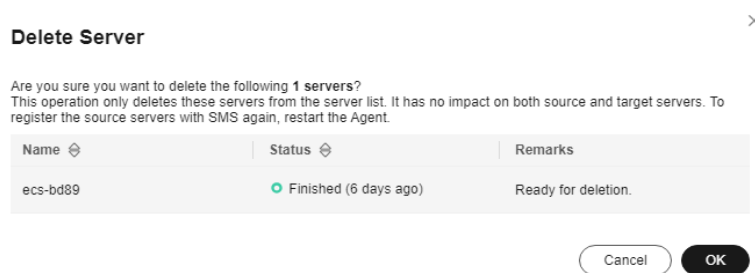 Delete Server
Are you sure you want to delete the following 1 servers?
This operation only deletes these servers from the server list. It has no impact on both source and target servers. To
register the source servers with SMS again, restart the Agent.
Name Status Remarks
ecs-bd89 Finished (6 days ago) Ready for deletion.
Cancel OK